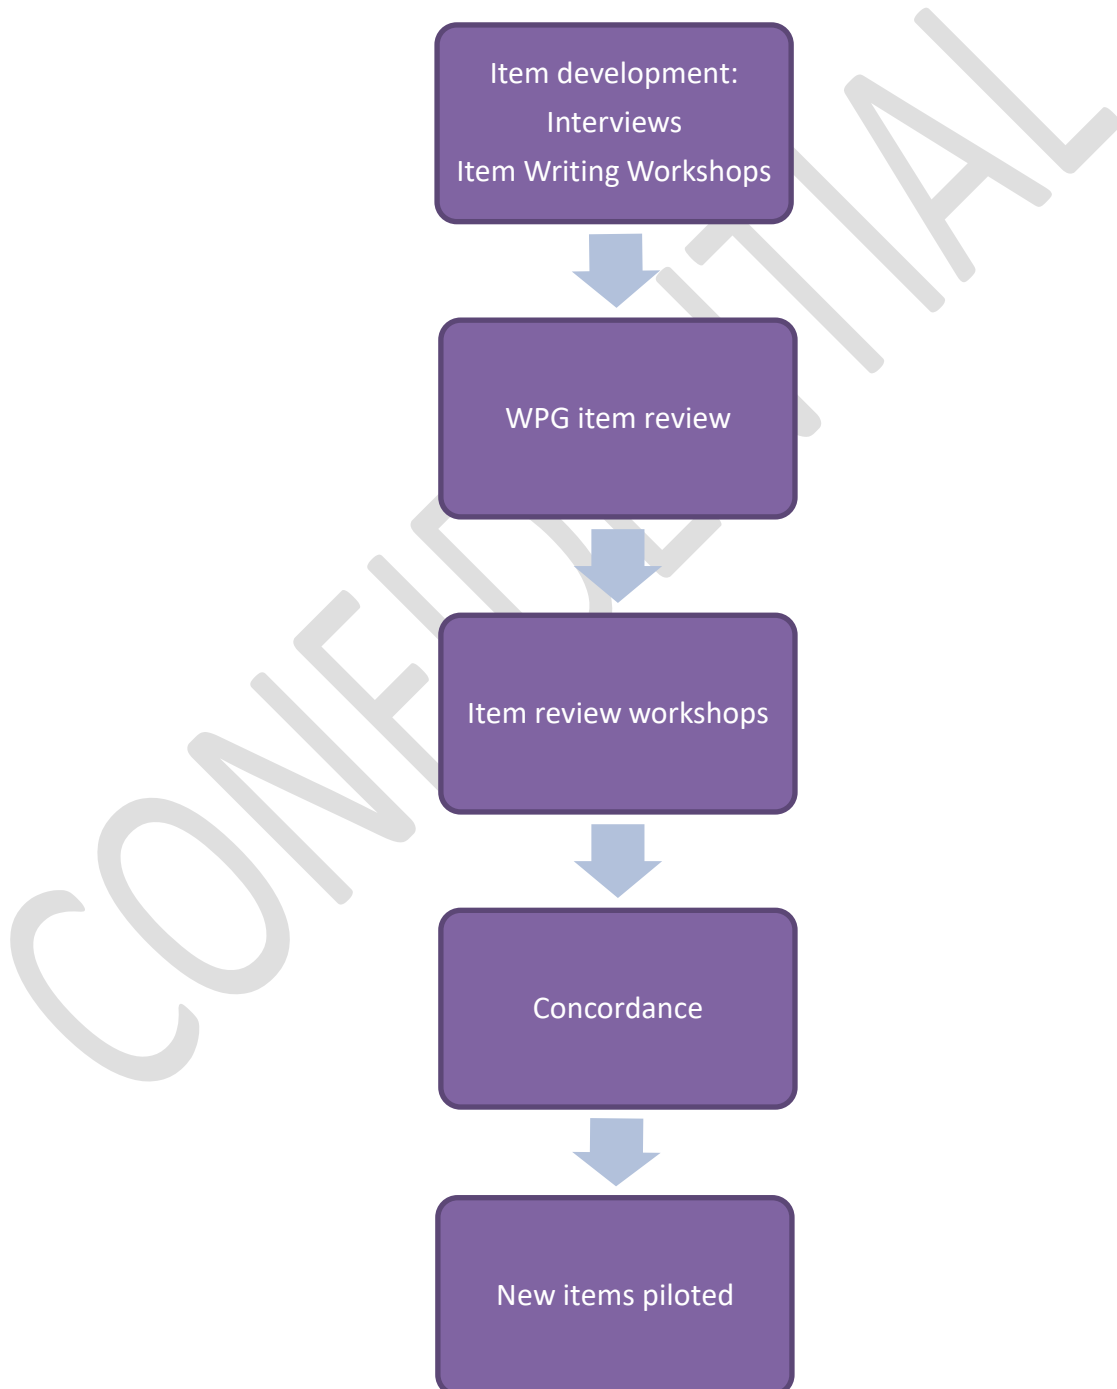 Item development:
Interviews
Item Writing Workshops
WPG item review
Item review workshops
Concordance
New items piloted
CONFIDENTIAL